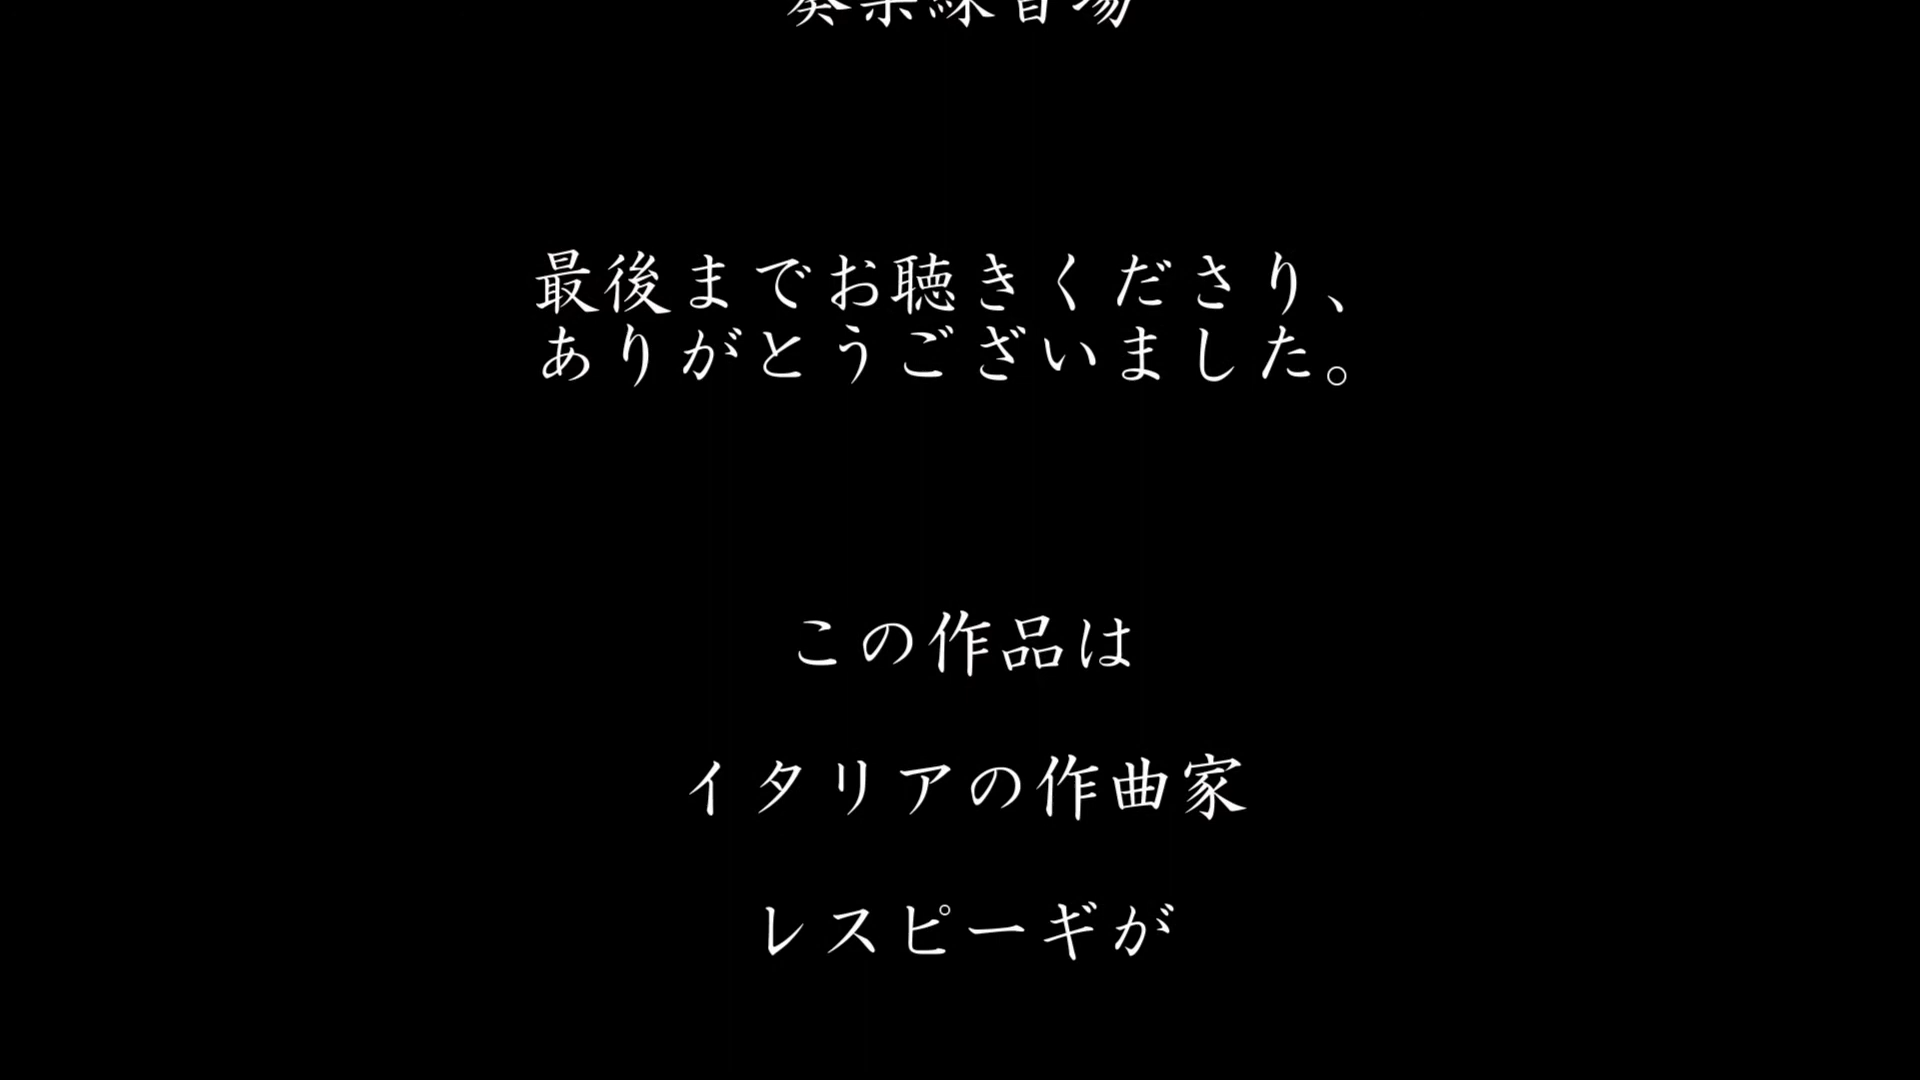 最後までお聴きくださり、
ありがとうございました。
この作品は
イタリアの作曲家
レスピーギが